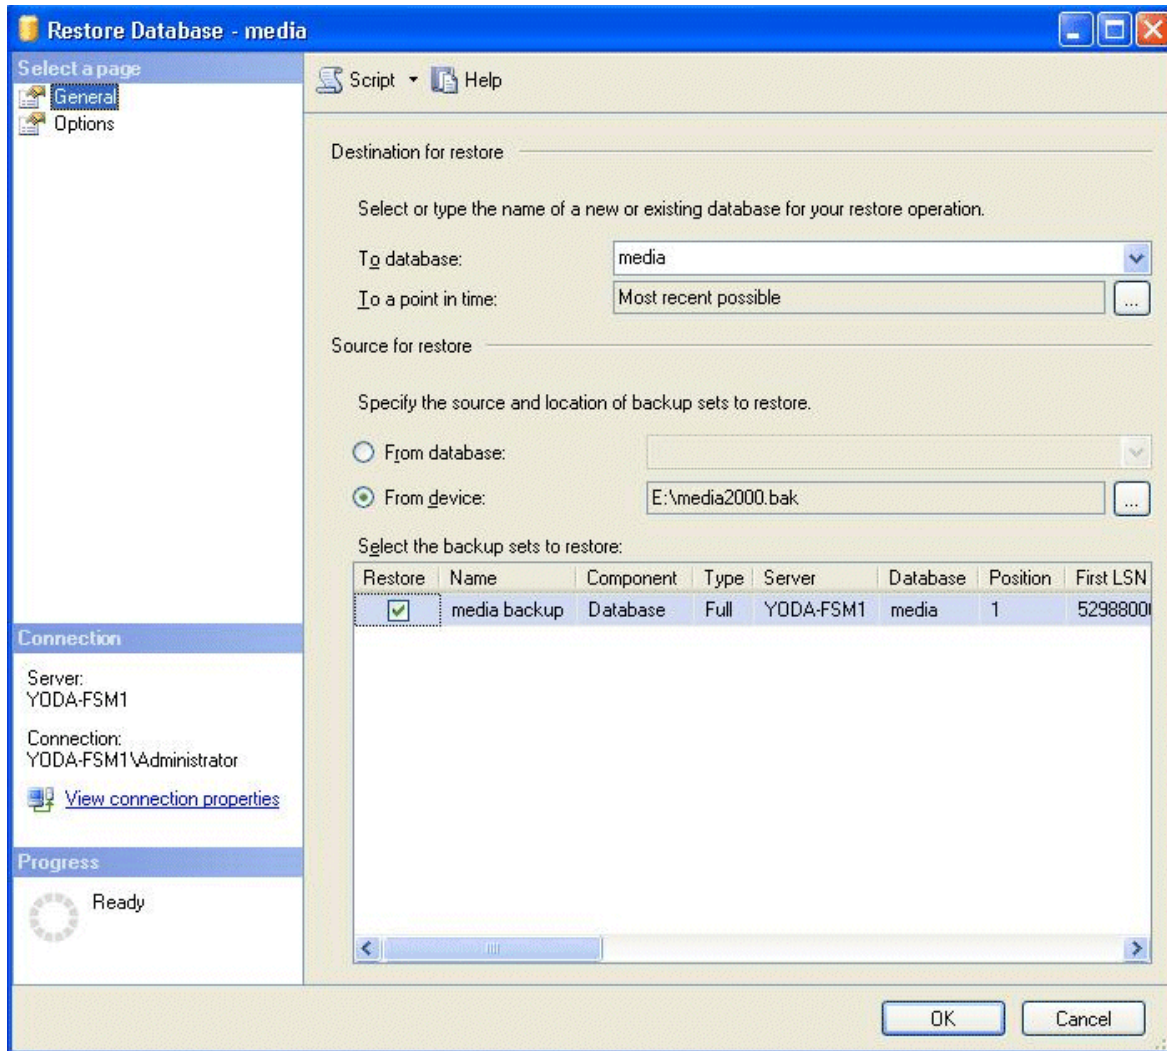 Restore Database - media
Select a page
General
Options
Script Help
Destination for restore
Select or type the name of a new or existing database for your restore operation.
To database: media
To a point in time: Most recent possible
...
Source for restore
Specify the source and location of backup sets to restore.
From database:
From device: E:\media2000.bak
...
Select the backup sets to restore:
Restore Name Component Type Server Database Position First LSN
media backup Database Full YODA-FSM1 media 1 5298800
Connection
Server:
YODA-FSM1
Connection:
YODA-FSM1\Administrator
View connection properties
Progress
Ready
OK Cancel